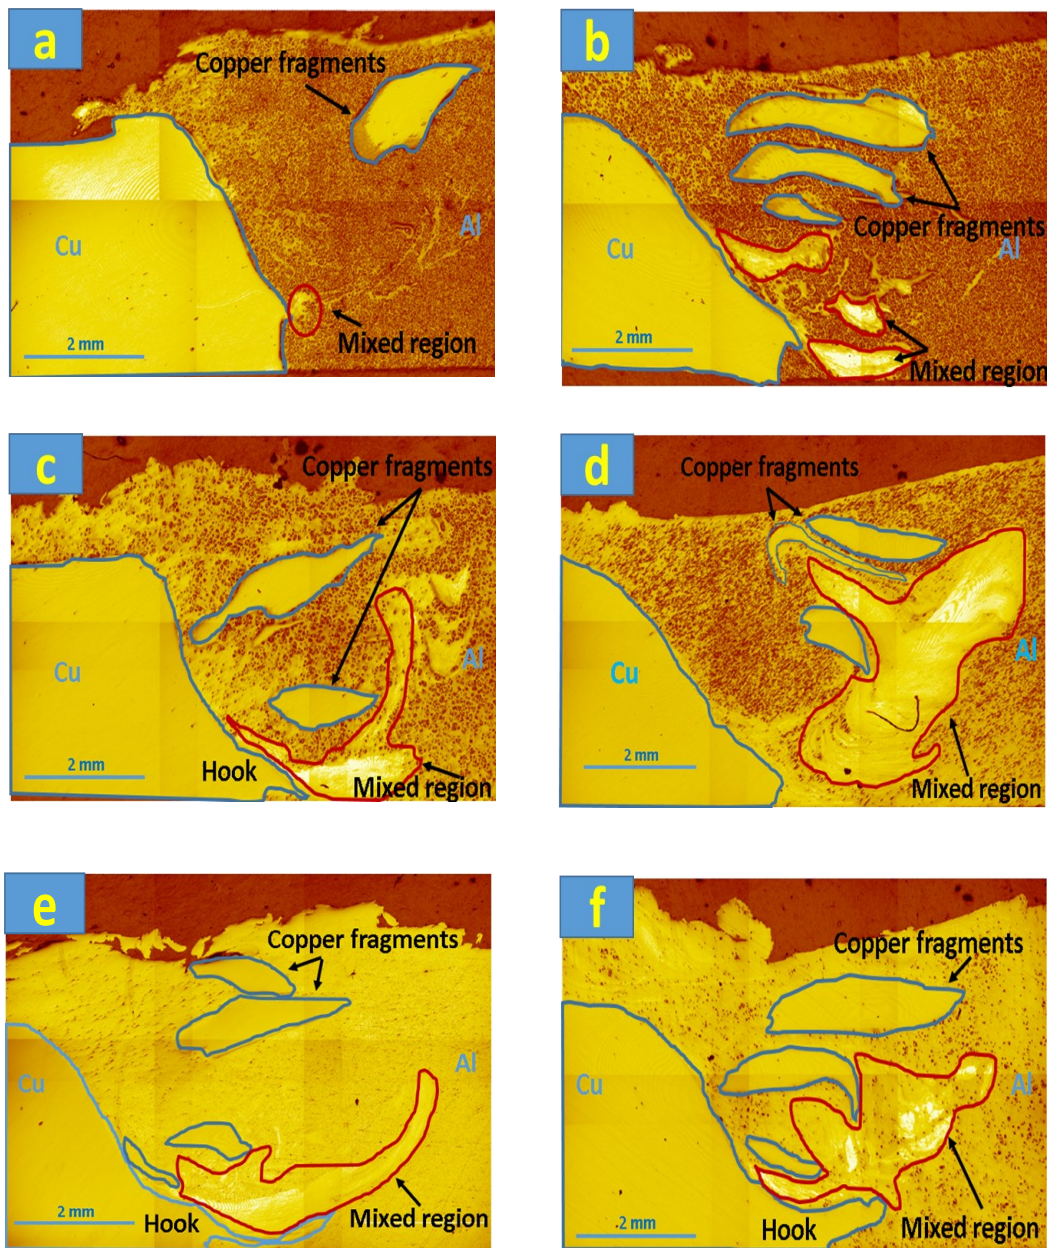 a
Copper fragments
Cu
Al
Mixed region
2 mm
b
Cu
Copper fragments
Al
2 mm
Mixed region
c
Copper fragments
Cu
Al
2 mm
Hook
Mixed region
d
Copper fragments
Cu
Al
2 mm
Mixed region
e
Copper fragments
Cu
Al
2 mm
Hook
Mixed region
f
Copper fragments
Cu
Al
2 mm
Hook
Mixed region